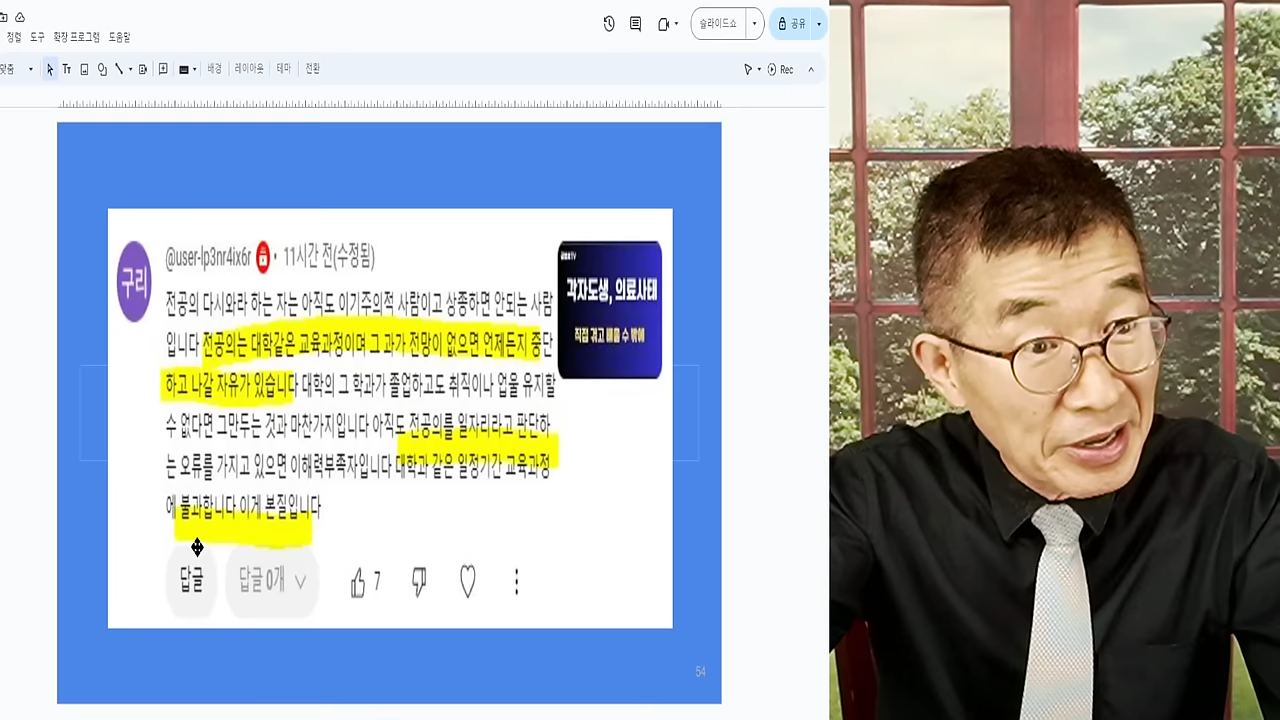 정렬 도구 확장 프로그램 도움말
슬라이드쇼
공유
맞춤
Tт
배경
레이아웃
테마
전환
Rec
구리
@user-lp3nr4ix6r · 11시간 전(수정됨)
전공의 다시와라 하는 자는 아직도 이기주의적 사람이고 상종하면 안되는 사람
입니다 전공의는 대학같은 교육과정이며 그 과가 전망이 없으면 언제든지 중단
하고 나갈 자유가 있습니다 대학의 그 학과가 졸업하고도 취직이나 업을 유지할
수 없다면 그만두는 것과 마찬가지입니다 아직도 전공의를 일자리라고 판단하
는 오류를 가지고 있으면 이해력부족자입니다 대학과 같은 일정기간 교육과정
에 불과합니다 이게 본질입니다
각자도생, 의료사태
직접 겪고 배울 수 밖에
답글
답글 0개
7
54